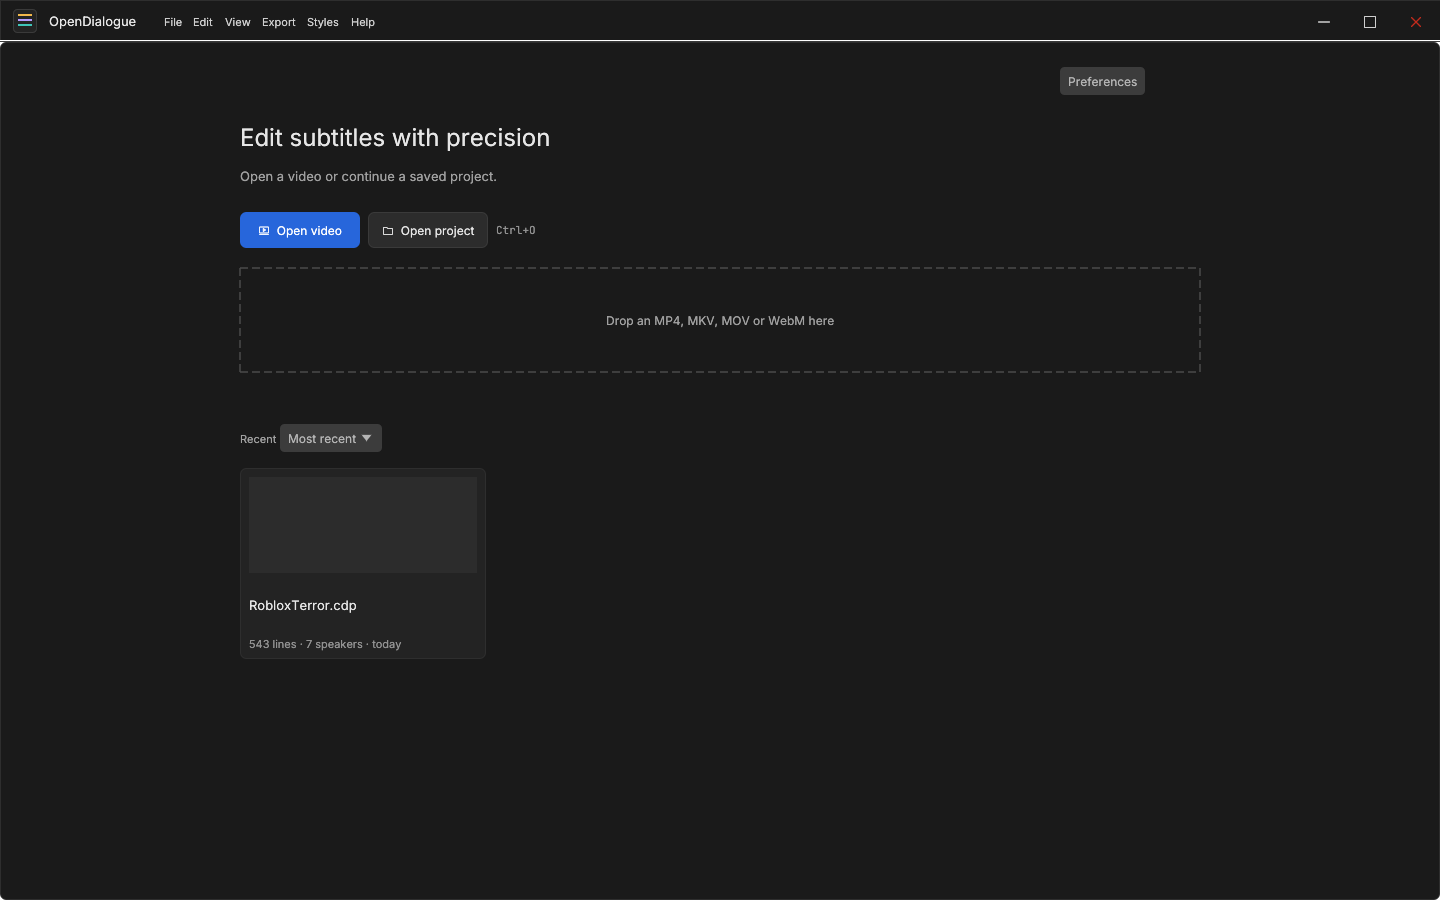 OpenDialogue File Edit View Export Styles Help
Preferences
Edit subtitles with precision
Open a video or continue a saved project.
Open video Open project Ctrl+O
Drop an MP4, MKV, MOV or WebM here
Recent Most recent
RobloxTerror.cdp
543 lines · 7 speakers · today